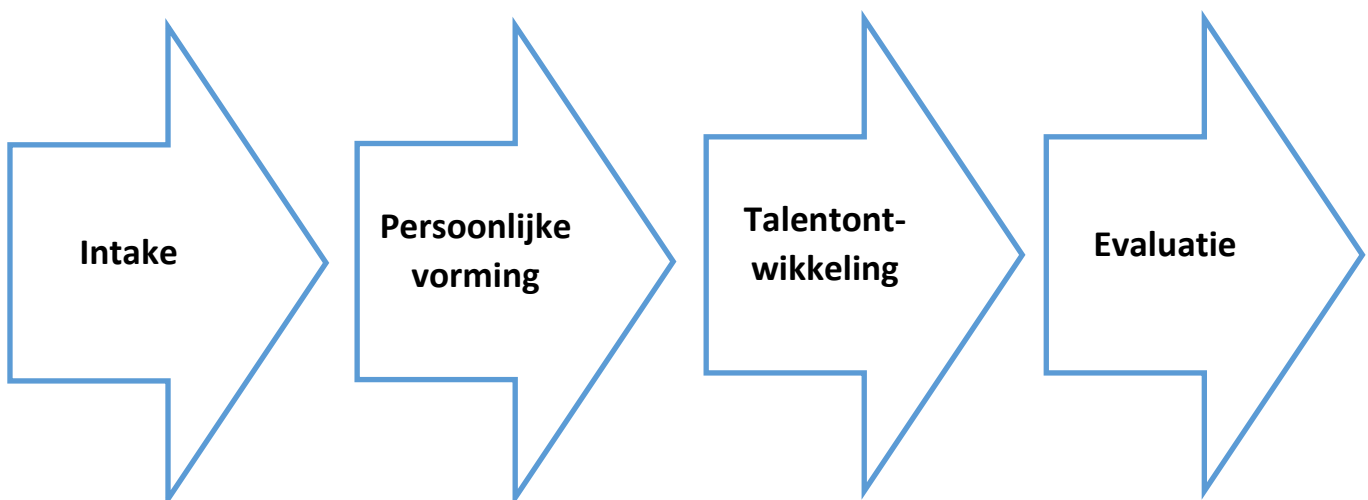 Intake
Persoonlijke
vorming
Talentont-
wikkeling
Evaluatie